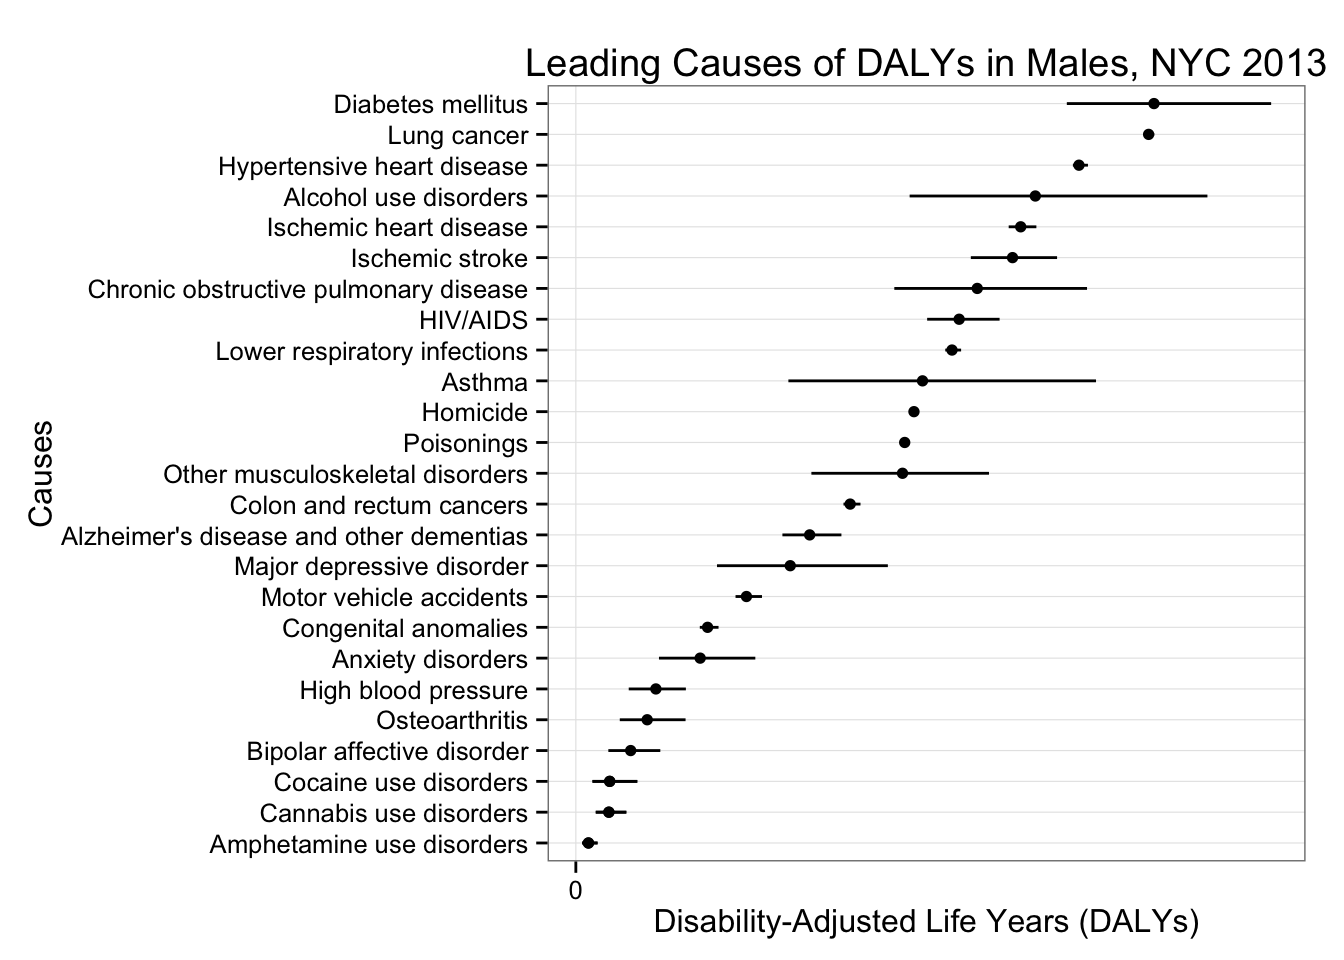 Leading Causes of DALYs in Males, NYC 2013
Causes
Diabetes mellitus
Lung cancer
Hypertensive heart disease
Alcohol use disorders
Ischemic heart disease
Ischemic stroke
Chronic obstructive pulmonary disease
HIV/AIDS
Lower respiratory infections
Asthma
Homicide
Poisonings
Other musculoskeletal disorders
Colon and rectum cancers
Alzheimer's disease and other dementias
Major depressive disorder
Motor vehicle accidents
Congenital anomalies
Anxiety disorders
High blood pressure
Osteoarthritis
Bipolar affective disorder
Cocaine use disorders
Cannabis use disorders
Amphetamine use disorders
0
Disability-Adjusted Life Years (DALYs)